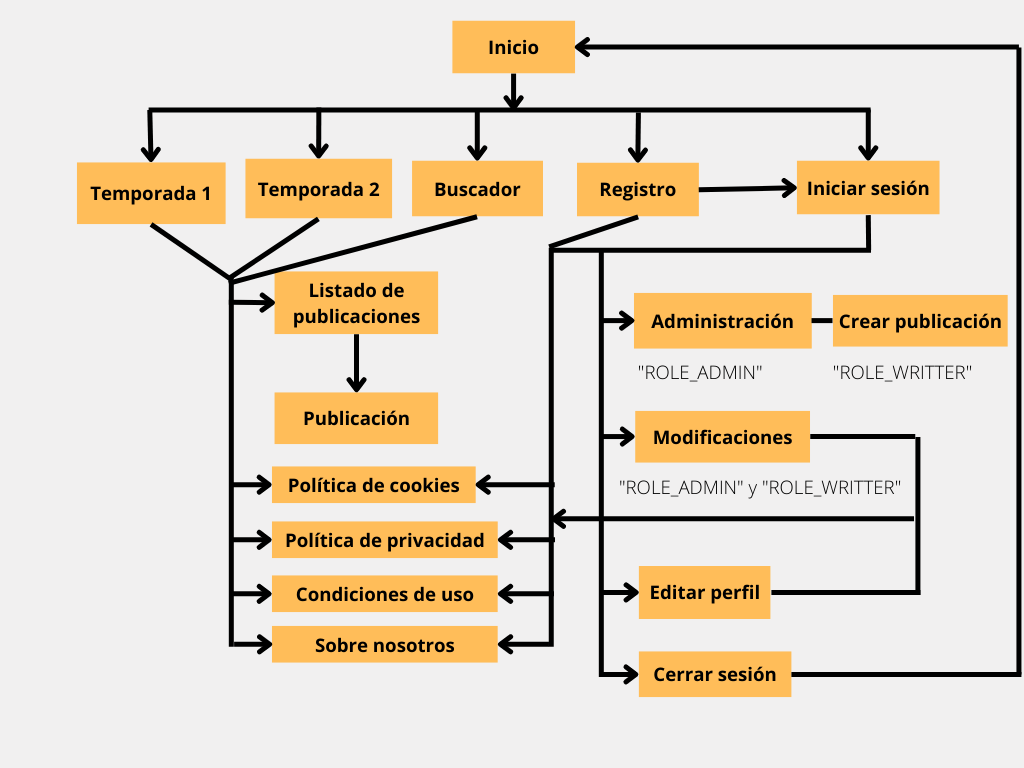 Inicio
Temporada 1
Temporada 2
Buscador
Registro
Iniciar sesión
Listado de
publicaciones
Publicación
Política de cookies
Política de privacidad
Condiciones de uso
Sobre nosotros
Administración
Crear publicación
"ROLE_ADMIN"
"ROLE_WRITTER"
Modificaciones
"ROLE_ADMIN" y "ROLE_WRITTER"
Editar perfil
Cerrar sesión